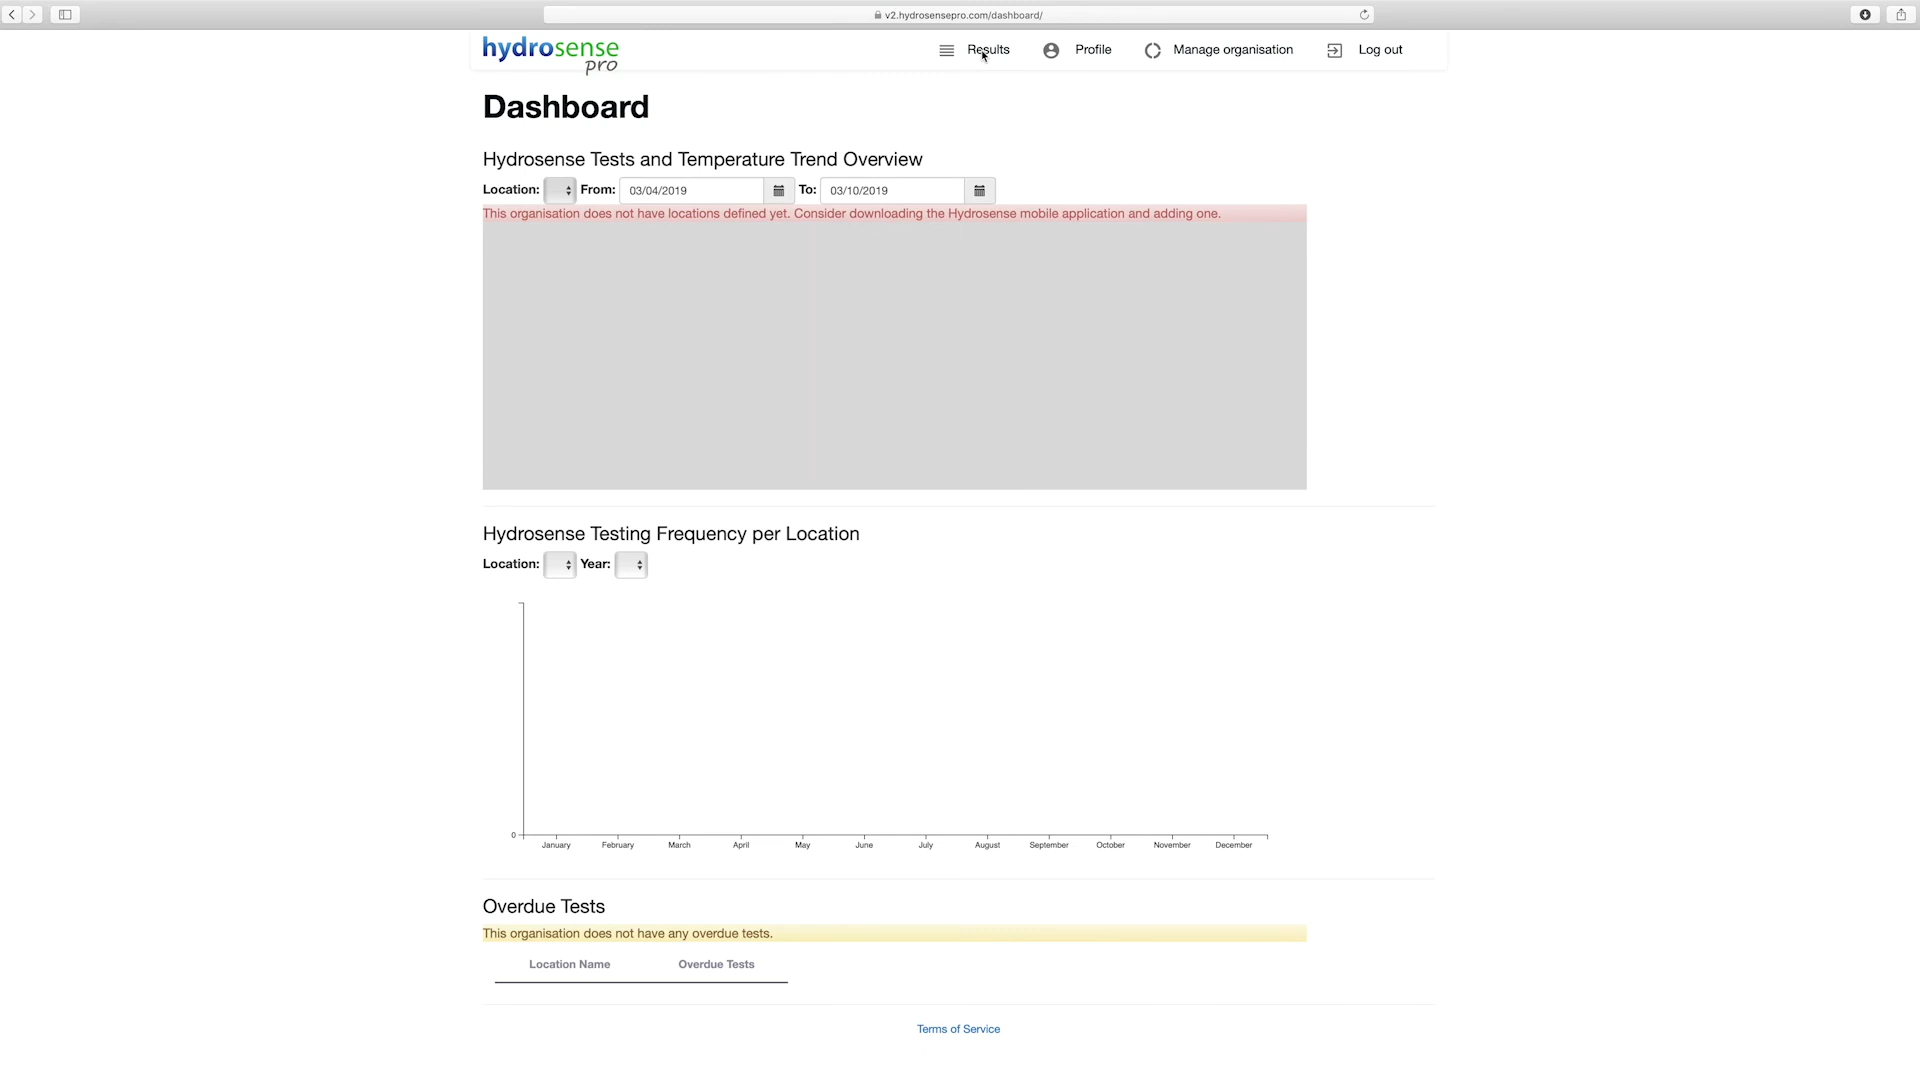 v2.hydrosensepro.com/dashboard/
hydrosense pro
Results Profile Manage organisation Log out
Dashboard
Hydrosense Tests and Temperature Trend Overview
Location: From: 03/04/2019 To: 03/10/2019
This organisation does not have locations defined yet. Consider downloading the Hydrosense mobile application and adding one.
Hydrosense Testing Frequency per Location
Location: Year:
0
January February March April May June July August September October November December
Overdue Tests
This organisation does not have any overdue tests.
Location Name Overdue Tests
Terms of Service